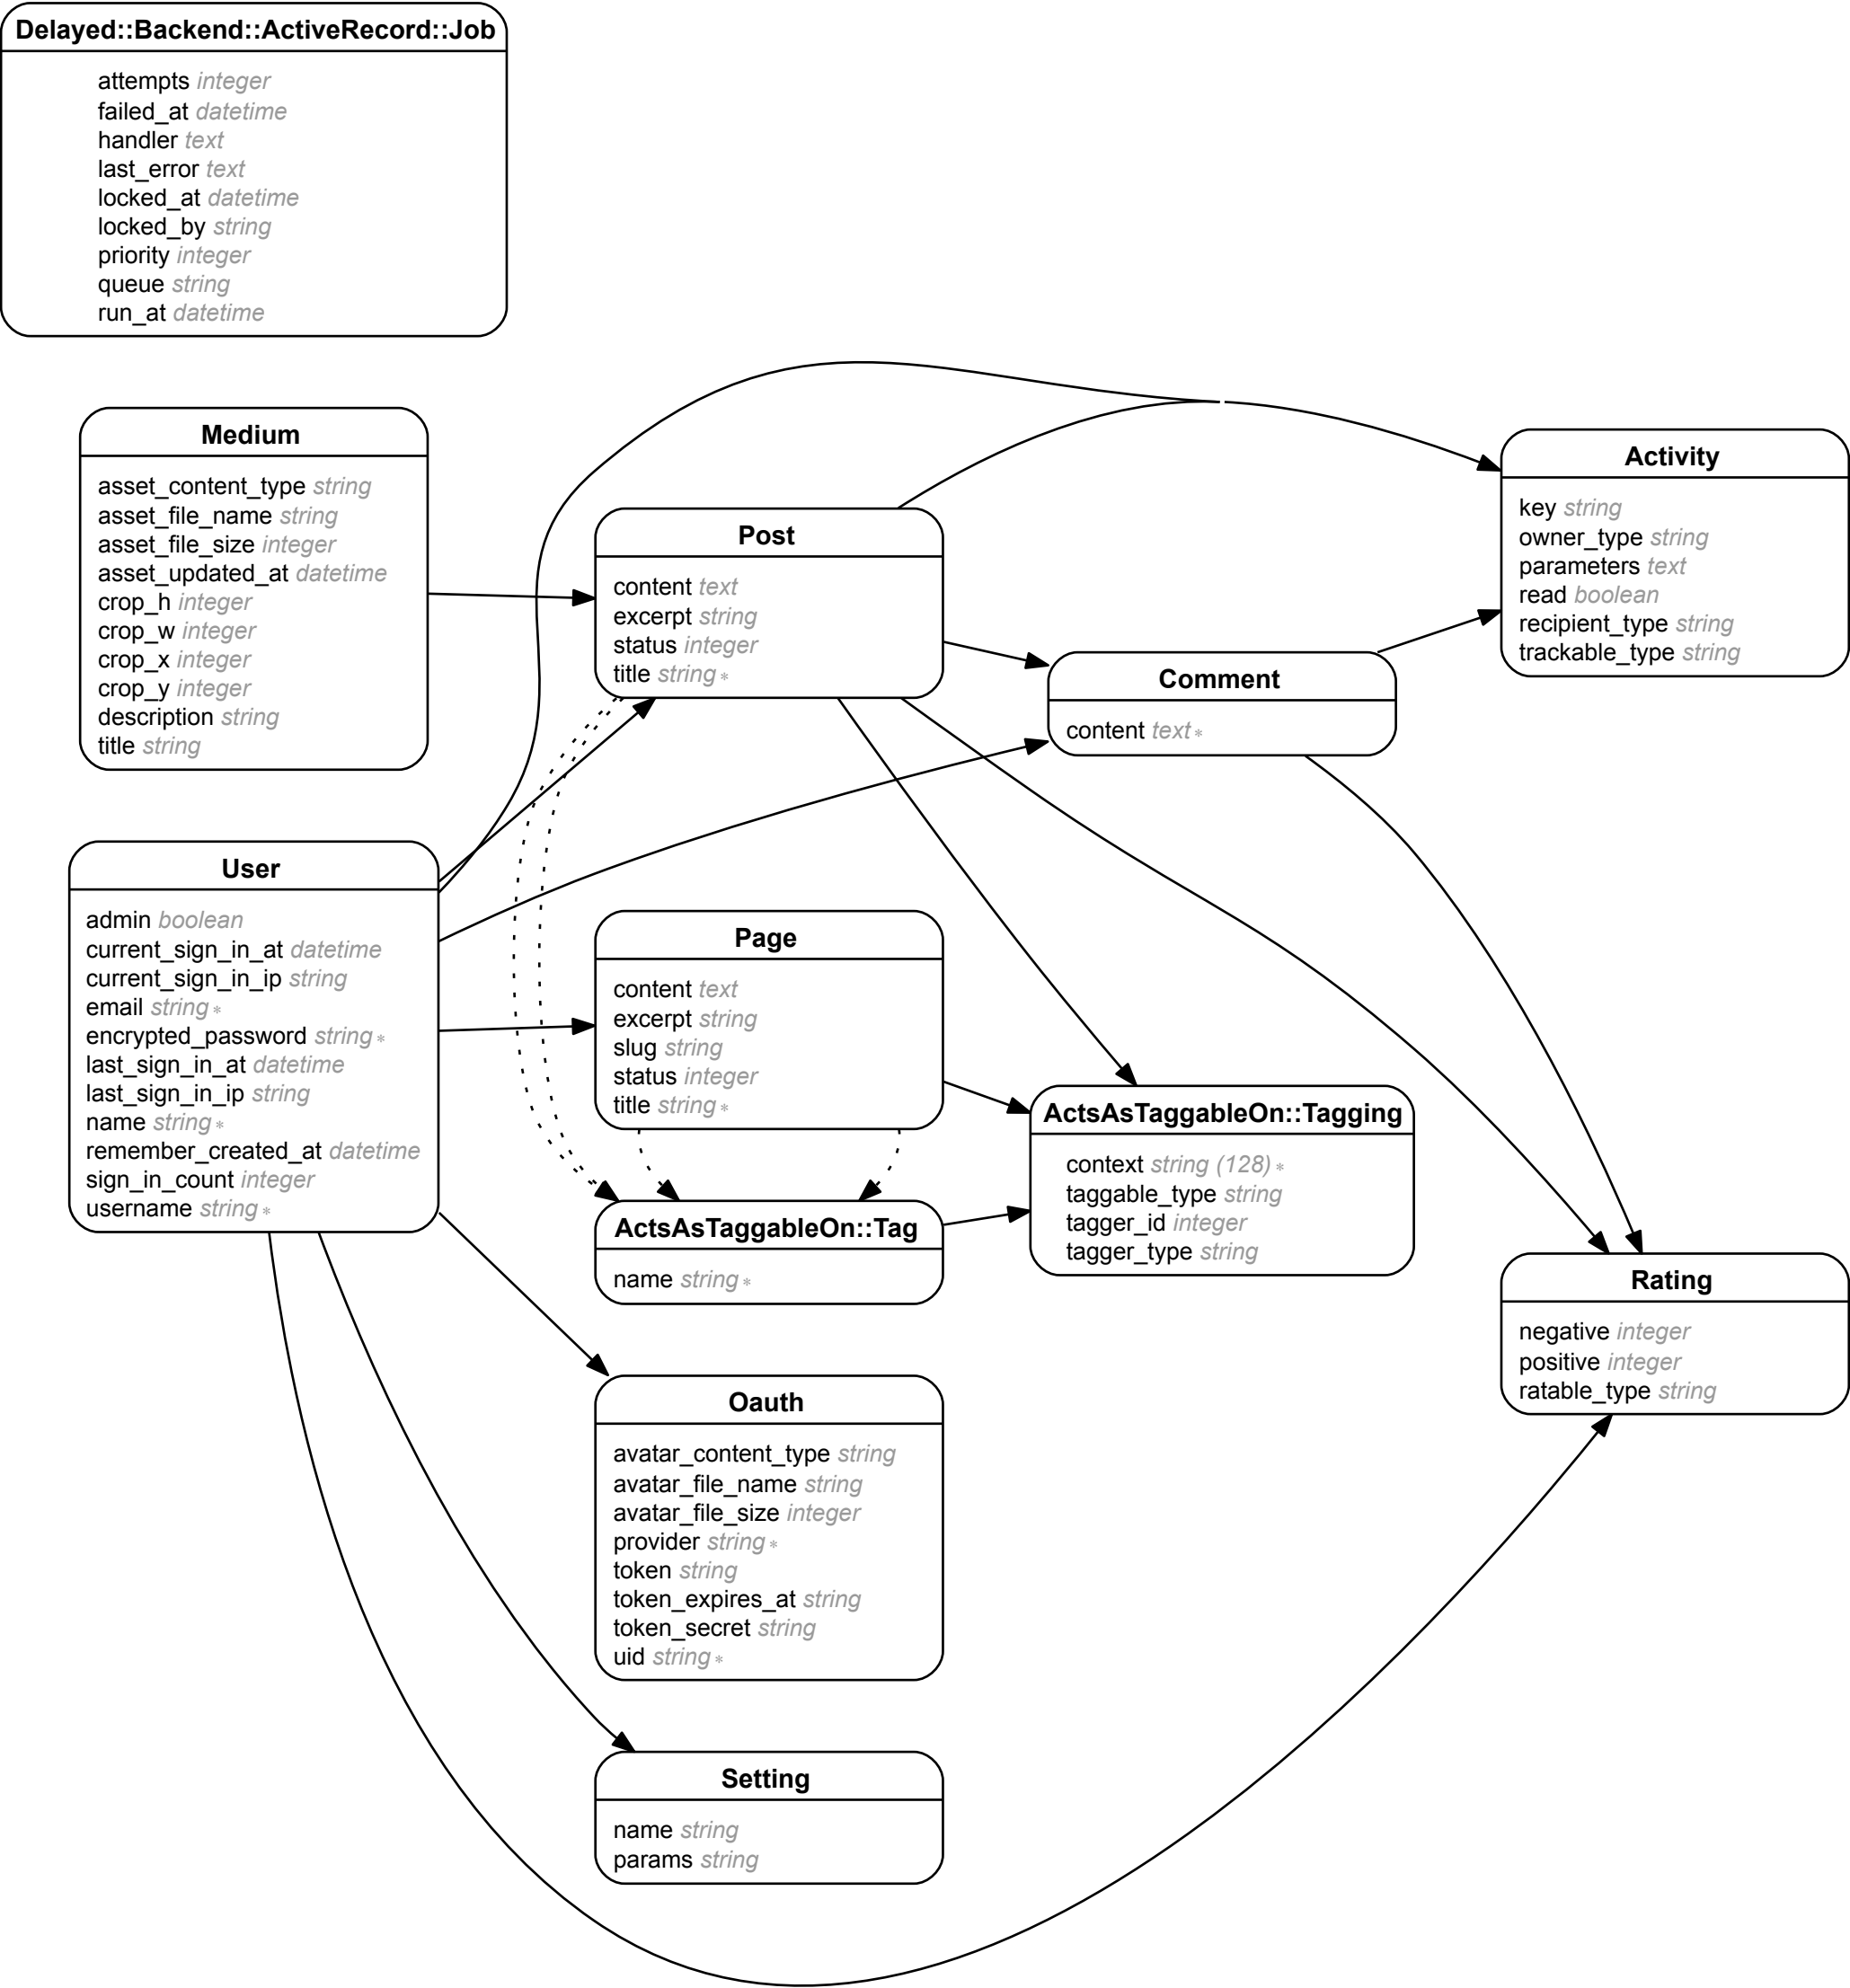 Delayed::Backend::ActiveRecord::Job
attempts integer
failed_at datetime
handler text
last_error text
locked_at datetime
locked_by string
priority integer
queue string
run_at datetime
Medium
asset_content_type string
asset_file_name string
asset_file_size integer
asset_updated_at datetime
crop_h integer
crop_w integer
crop_x integer
crop_y integer
description string
title string
Post
content text
excerpt string
status integer
title string *
Activity
key string
owner_type string
parameters text
read boolean
recipient_type string
trackable_type string
Comment
content text *
User
admin boolean
current_sign_in_at datetime
current_sign_in_ip string
email string *
encrypted_password string *
last_sign_in_at datetime
last_sign_in_ip string
name string *
remember_created_at datetime
sign_in_count integer
username string *
Page
content text
excerpt string
slug string
status integer
title string *
ActsAsTaggableOn::Tagging
context string (128) *
taggable_type string
tagger_id integer
tagger_type string
ActsAsTaggableOn::Tag
name string *
Rating
negative integer
positive integer
ratable_type string
Oauth
avatar_content_type string
avatar_file_name string
avatar_file_size integer
provider string *
token string
token_expires_at string
token_secret string
uid string *
Setting
name string
params string